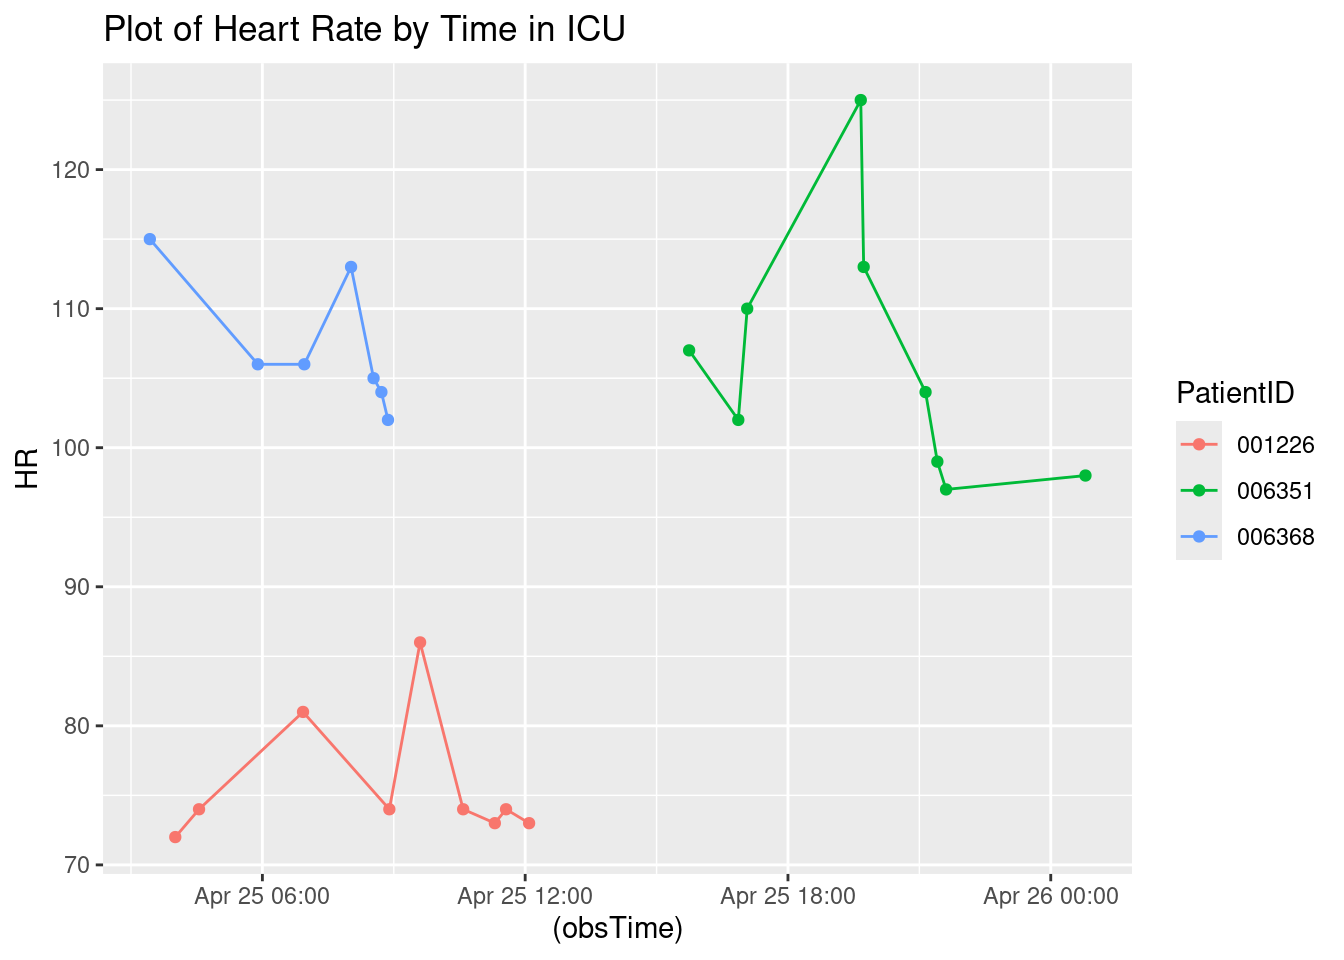 Plot of Heart Rate by Time in ICU
HR
120
110
100
90
80
70
Apr 25 06:00
Apr 25 12:00
Apr 25 18:00
Apr 26 00:00
(obsTime)
PatientID
001226
006351
006368